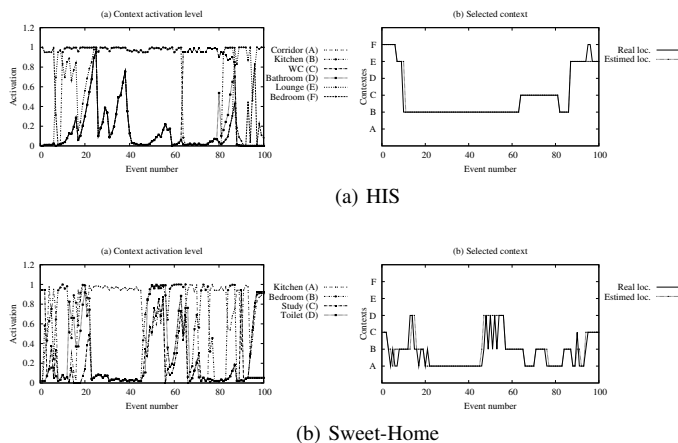 (a) Context activation level
1.2
1
0.8
0.6
0.4
0.2
0
Activation
0 20 40 60 80 100
Event number
Corridor (A)
Kitchen (B)
WC (C)
Bathroom (D)
Lounge (E)
Bedroom (F)
(b) Selected context
F
E
D
C
B
A
Contextes
0 20 40 60 80 100
Event number
Real loc.
Estimed loc.
(a) HIS
(a) Context activation level
1.2
1
0.8
0.6
0.4
0.2
0
Activation
0 20 40 60 80 100
Event number
Kitchen (A)
Bedroom (B)
Study (C)
Toilet (D)
(b) Selected context
F
E
D
C
B
A
Contexts
0 20 40 60 80 100
Event number
Real loc.
Estimed loc.
(b) Sweet-Home